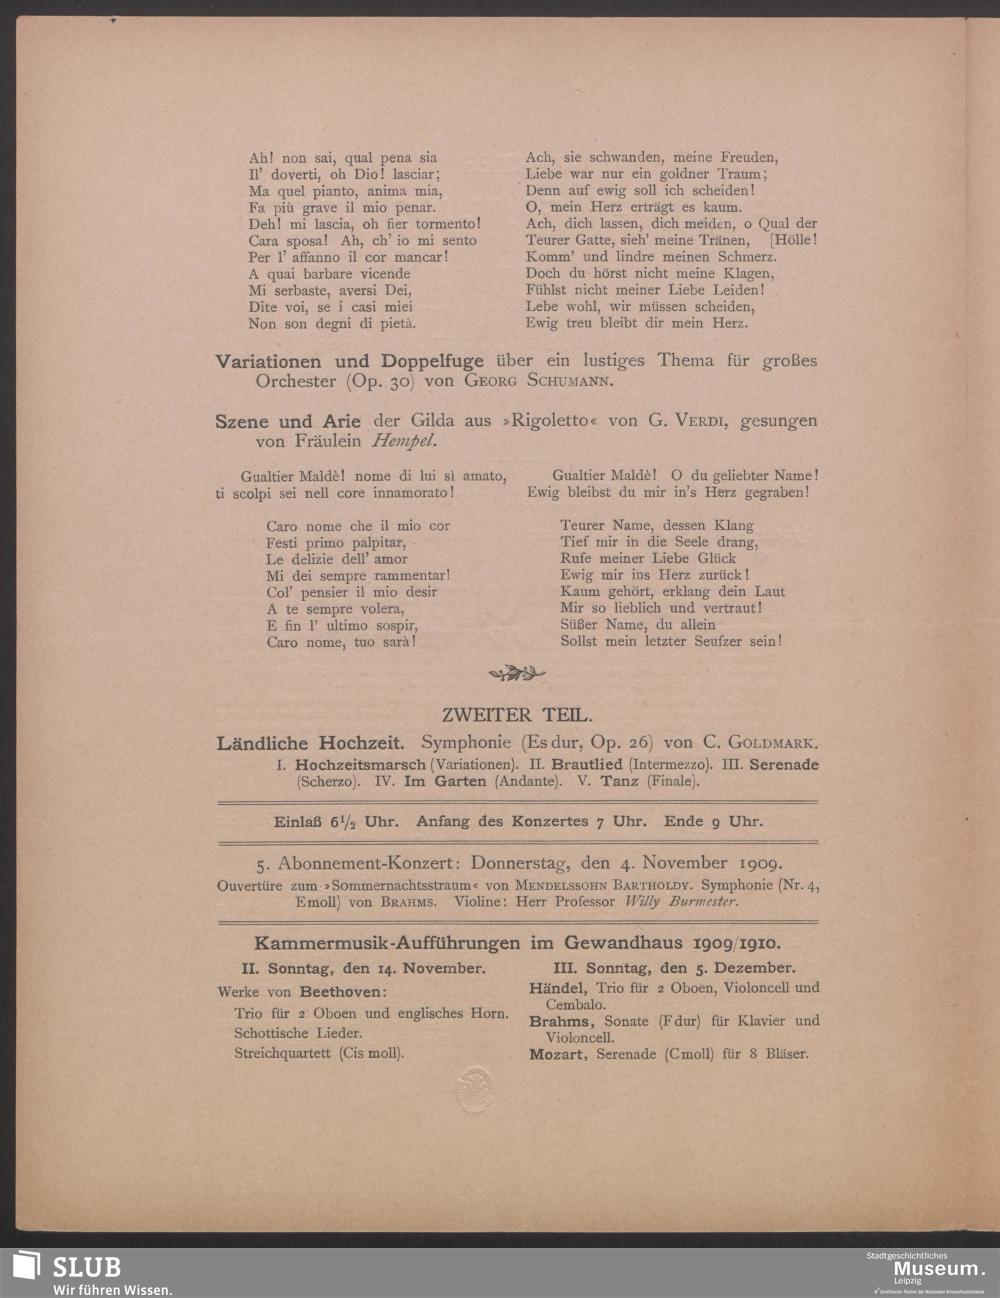 Ah! non sai, qual pena sia
Il' doverti, oh Dio! lasciar;
Ma quel pianto, anima mia,
Fa più grave il mio penar.
Deh! mi lascia, oh fier tormento!
Cara sposa! Ah, ch' io mi sento
Per l' affanno il cor mancar!
A quai barbare vicende
Mi serbaste, aversi Dei,
Dite voi, se i casi miei
Non son degni di pietà.
Ach, sie schwanden, meine Freuden,
Liebe war nur ein goldner Traum;
Denn auf ewig soll ich scheiden!
O, mein Herz erträgt es kaum.
Ach, dich lassen, dich meiden, o Qual der
Teurer Gatte, sieh' meine Tränen, [Hölle!
Komm' und lindre meinen Schmerz.
Doch du hörst nicht meine Klagen,
Fühlst nicht meiner Liebe Leiden!
Lebe wohl, wir müssen scheiden,
Ewig treu bleibt dir mein Herz.
Variationen und Doppelfuge über ein lustiges Thema für großes
Orchester (Op. 30) von Georg Schumann.
Szene und Arie der Gilda aus »Rigoletto« von G. Verdi, gesungen
von Fräulein Hempel.
Gualtier Maldè! nome di lui sì amato,
ti scolpi sei nell core innamorato!
Caro nome che il mio cor
Festi primo palpitar,
Le delizie dell' amor
Mi dei sempre rammentar!
Col' pensier il mio desir
A te sempre volera,
E fin l' ultimo sospir,
Caro nome, tuo sarà!
Gualtier Maldè! O du geliebter Name!
Ewig bleibst du mir in's Herz gegraben!
Teurer Name, dessen Klang
Tief mir in die Seele drang,
Rufe meiner Liebe Glück
Ewig mir ins Herz zurück!
Kaum gehört, erklang dein Laut
Mir so lieblich und vertraut!
Süßer Name, du allein
Sollst mein letzter Seufzer sein!
ZWEITER TEIL.
Ländliche Hochzeit. Symphonie (Es dur, Op. 26) von C. Goldmark.
I. Hochzeitsmarsch (Variationen). II. Brautlied (Intermezzo). III. Serenade
(Scherzo). IV. Im Garten (Andante). V. Tanz (Finale).
Einlaß 6½ Uhr. Anfang des Konzertes 7 Uhr. Ende 9 Uhr.
5. Abonnement-Konzert: Donnerstag, den 4. November 1909.
Ouvertüre zum »Sommernachtsstraum« von Mendelssohn Bartholdy. Symphonie (Nr. 4,
E moll) von Brahms. Violine: Herr Professor Willy Burmester.
Kammermusik-Aufführungen im Gewandhaus 1909/1910.
II. Sonntag, den 14. November.
Werke von Beethoven:
Trio für 2 Oboen und englisches Horn.
Schottische Lieder.
Streichquartett (Cis moll).
III. Sonntag, den 5. Dezember.
Händel, Trio für 2 Oboen, Violoncell und
Cembalo.
Brahms, Sonate (F dur) für Klavier und
Violoncell.
Mozart, Serenade (C moll) für 8 Bläser.
SLUB
Wir führen Wissen.
Stadtgeschichtliches
Museum.
Leipzig
Zertifizierter Partner der Nationalen Klimaschutzinitiative